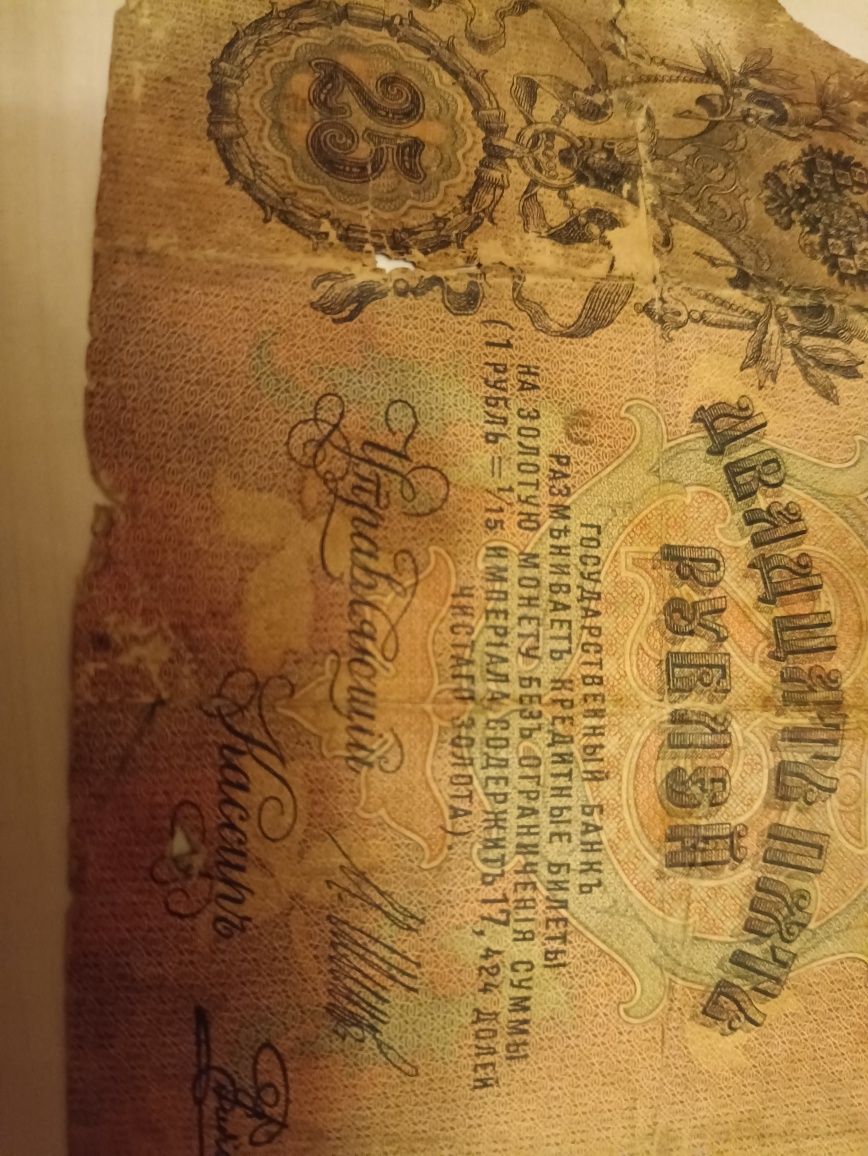 25
ДВАДЦАТЬ ПЯТЬ
РУБЛЕЙ
ГОСУДАРСТВЕННЫЙ БАНКЪ
РАЗМѢНИВАЕТЪ КРЕДИТНЫЕ БИЛЕТЫ
НА ЗОЛОТУЮ МОНЕТУ БЕЗЪ ОГРАНИЧЕНІЯ СУММЫ
(1 РУБЛЬ = 1/15 ИМПЕРІАЛА, СОДЕРЖИТЪ 17,424 ДОЛЕЙ
ЧИСТАГО ЗОЛОТА).
Управляющій
Кассиръ